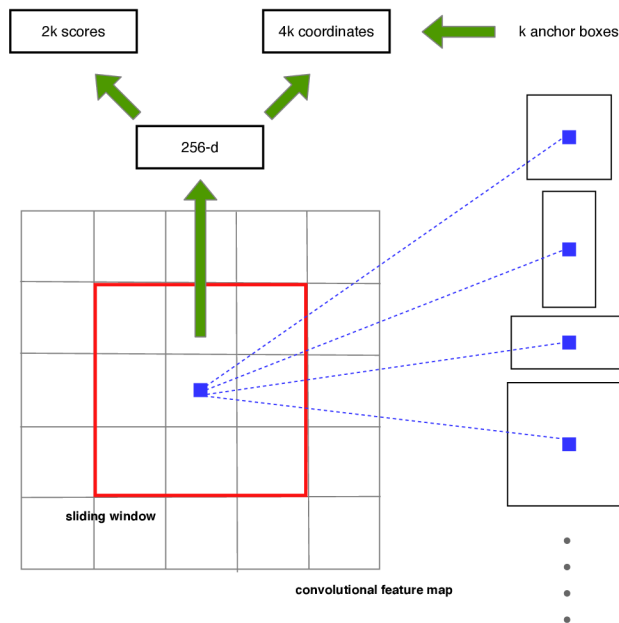 2k scores
4k coordinates
k anchor boxes
256-d
sliding window
convolutional feature map